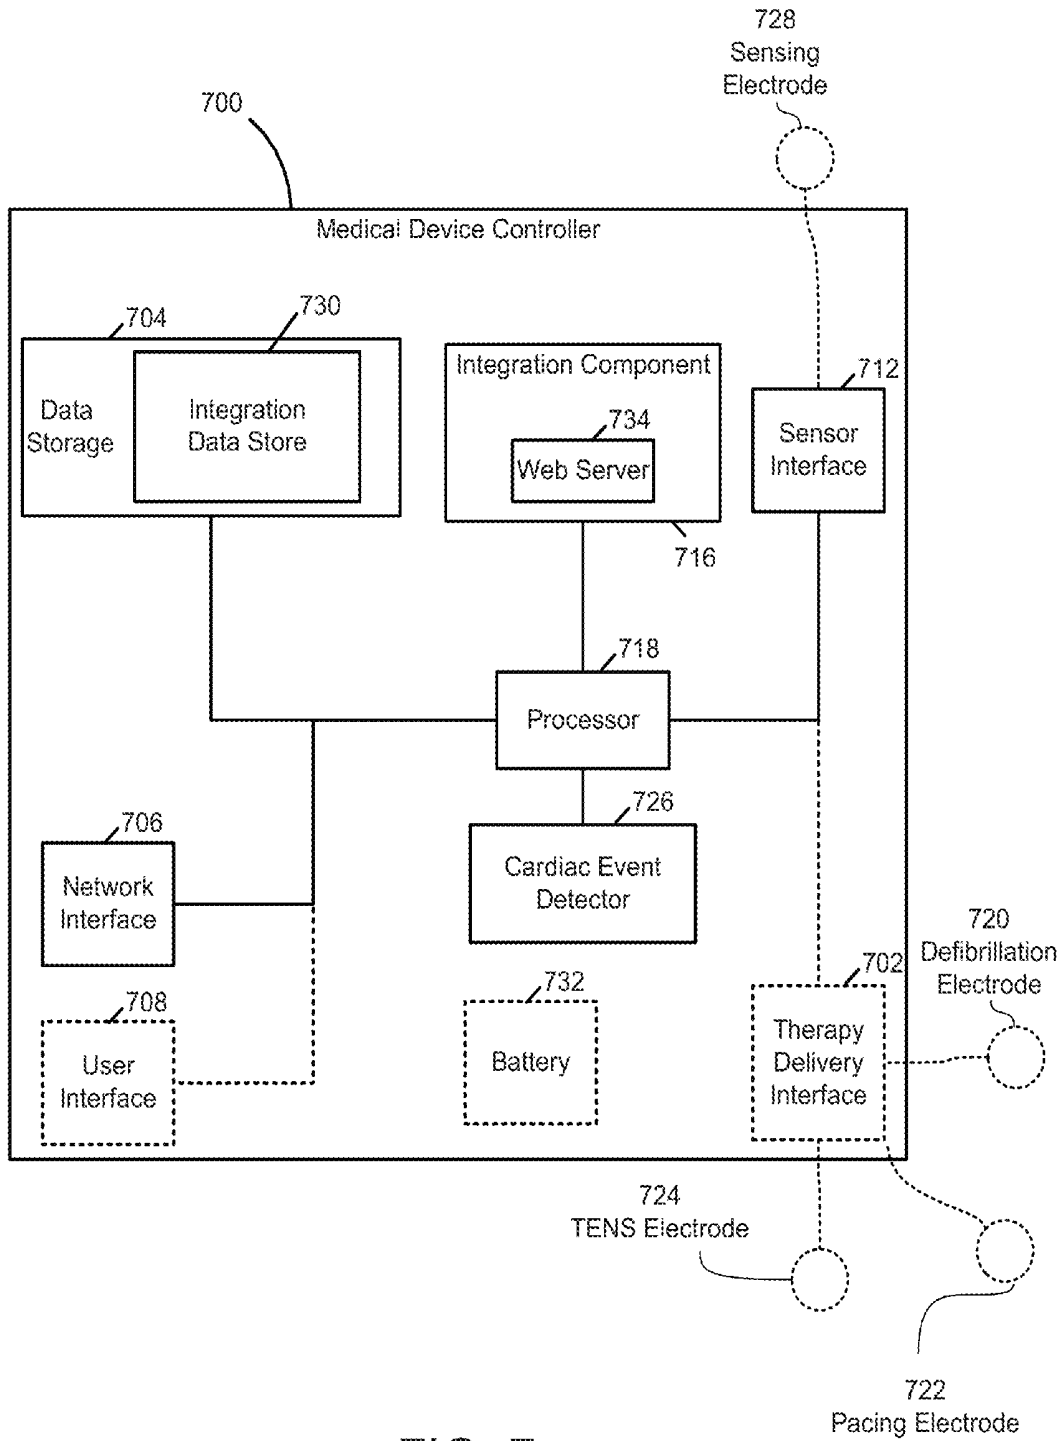 728
Sensing
Electrode
700
Medical Device Controller
704
730
Data
Storage
Integration
Data Store
Integration Component
734
Web Server
716
712
Sensor
Interface
718
Processor
726
Cardiac Event
Detector
706
Network
Interface
708
User
Interface
732
Battery
702
Therapy
Delivery
Interface
720
Defibrillation
Electrode
724
TENS Electrode
722
Pacing Electrode